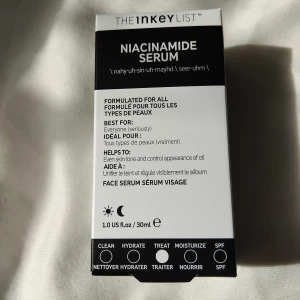 THE INKEY LIST™
NIACINAMIDE
SERUM
\ nahy-uh-sin-uh-mayhd \ seer-uhm \
FORMULATED FOR ALL
FORMULÉ POUR TOUS LES
TYPES DE PEAUX
BEST FOR:
Everyone (seriously)
IDÉAL POUR :
Tous types de peaux (vraiment)
HELPS TO:
Even skin tone and control appearance of oil
AIDE À :
Unifier le teint et régule visiblement le sébum
FACE SERUM SÉRUM VISAGE
1.0 US fl.oz / 30ml ℮
CLEAN HYDRATE TREAT MOISTURIZE SPF
NETTOYER HYDRATER TRAITER NOURRIR SPF